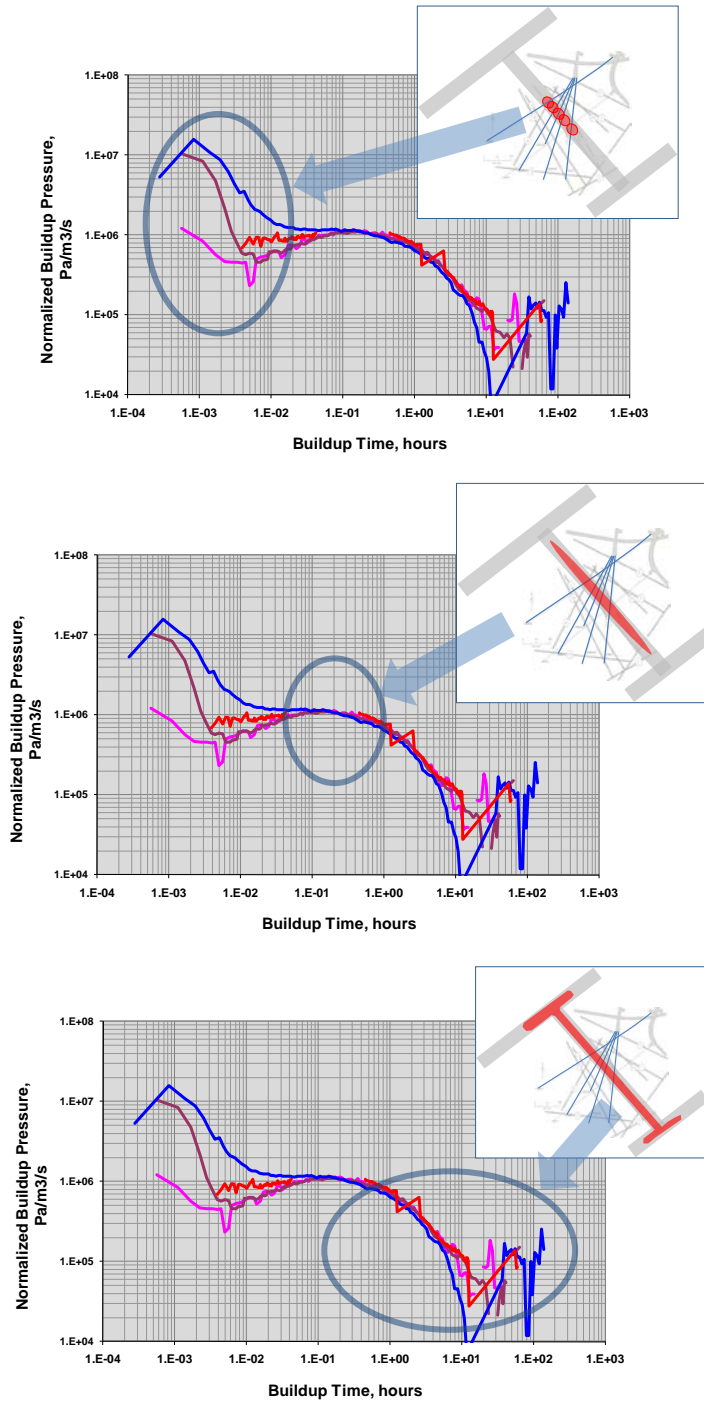 1.E+08
1.E+07
1.E+06
1.E+05
1.E+04
Normalized Buildup Pressure,
Pa/m3/s
1.E-04 1.E-03 1.E-02 1.E-01 1.E+00 1.E+01 1.E+02 1.E+03
Buildup Time, hours
1.E+08
1.E+07
1.E+06
1.E+05
1.E+04
Normalized Buildup Pressure,
Pa/m3/s
1.E-04 1.E-03 1.E-02 1.E-01 1.E+00 1.E+01 1.E+02 1.E+03
Buildup Time, hours
1.E+08
1.E+07
1.E+06
1.E+05
1.E+04
Normalized Buildup Pressure,
Pa/m3/s
1.E-04 1.E-03 1.E-02 1.E-01 1.E+00 1.E+01 1.E+02 1.E+03
Buildup Time, hours